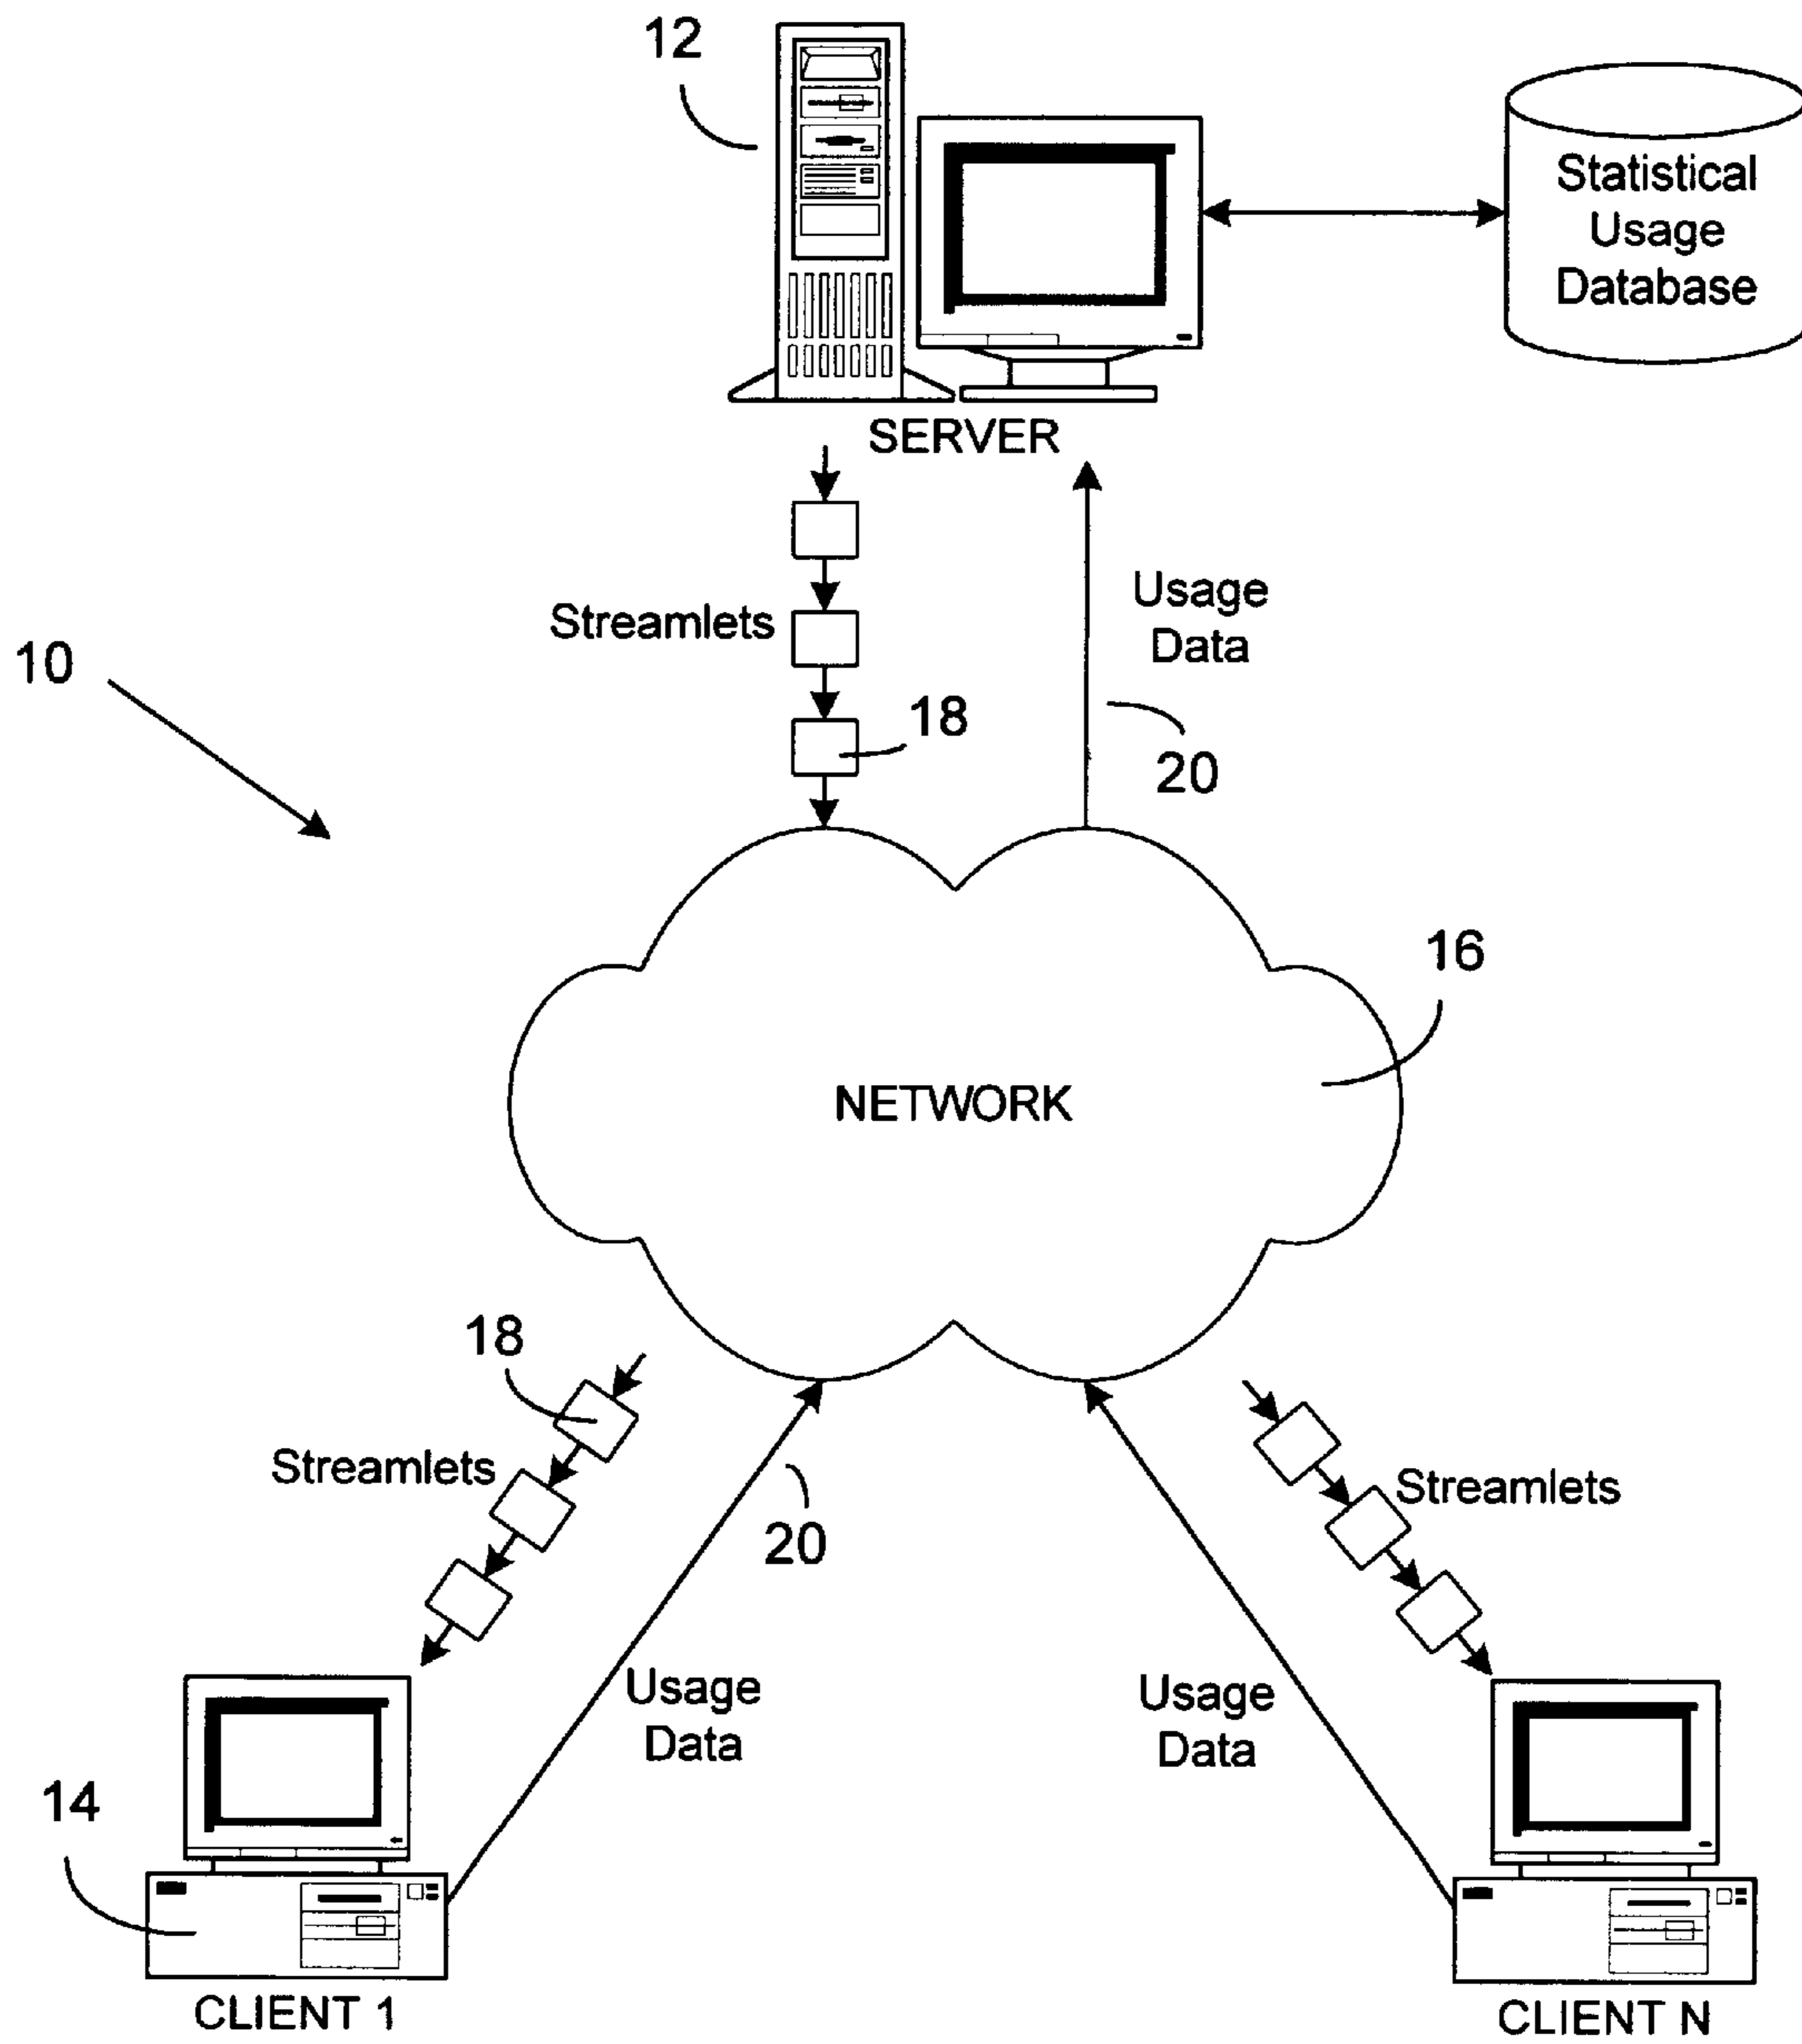 12
Statistical
Usage
Database
SERVER
Streamlets
Usage
Data
10
18
20
16
NETWORK
18
Streamlets
20
Streamlets
Usage
Data
Usage
Data
14
CLIENT 1
CLIENT N